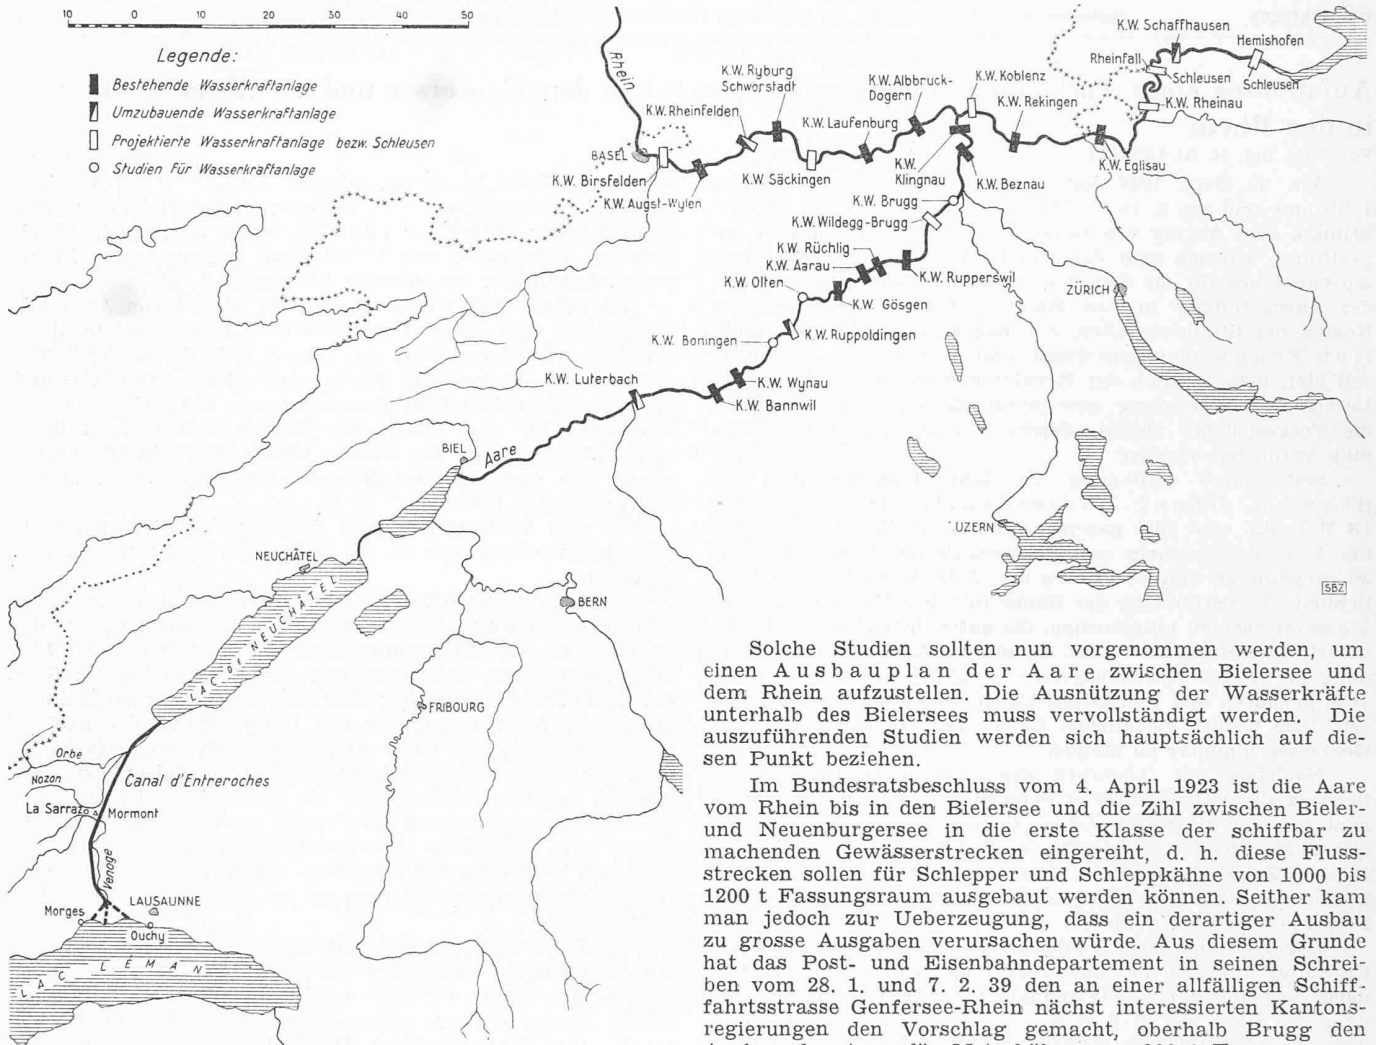 10 0 10 20 30 40 50
Legende:
Bestehende Wasserkraftanlage
Umzubauende Wasserkraftanlage
Projektierte Wasserkraftanlage bezw. Schleusen
Studien für Wasserkraftanlage
Rhein
K.W. Ryburg
Schwörstadt
K.W. Rheinfelden
BASEL
K.W. Birsfelden
K.W. Augst-Wylen
K.W. Säckingen
K.W. Laufenburg
K.W. Albbruck-
Dogern
K.W. Koblenz
K.W. Rekingen
K.W.
Klingnau
K.W. Beznau
K.W. Eglisau
K.W. Schaffhausen
Hemishofen
Rheinfall
Schleusen
Schleusen
K.W. Rheinau
K.W. Brugg
K.W. Wildegg-Brugg
K.W. Rüchlig
K.W. Aarau
K.W. Rupperswil
K.W. Olten
K.W. Gösgen
K.W. Ruppoldingen
K.W. Boningen
K.W. Wynau
K.W. Bannwil
K.W. Luterbach
ZÜRICH
BIEL
Aare
UZERN
NEUCHÂTEL
LAC OF NEUCHÂTEL
BERN
SBZ
FRIBOURG
Orbe
Nozon
Canal d'Entreroches
La Sarraz
Mormont
Venoge
LAUSAUNNE
Morges
Ouchy
LAC LÉMAN
Solche Studien sollten nun vorgenommen werden, um
einen Ausbauplan der Aare zwischen Bielersee und
dem Rhein aufzustellen. Die Ausnützung der Wasserkräfte
unterhalb des Bielersees muss vervollständigt werden. Die
auszuführenden Studien werden sich hauptsächlich auf die-
sen Punkt beziehen.
Im Bundesratsbeschluss vom 4. April 1923 ist die Aare
vom Rhein bis in den Bielersee und die Zihl zwischen Bieler-
und Neuenburgersee in die erste Klasse der schiffbar zu
machenden Gewässerstrecken eingereiht, d. h. diese Fluss-
strecken sollen für Schlepper und Schleppkähne von 1000 bis
1200 t Fassungsraum ausgebaut werden können. Seither kam
man jedoch zur Ueberzeugung, dass ein derartiger Ausbau
zu grosse Ausgaben verursachen würde. Aus diesem Grunde
hat das Post- und Eisenbahndepartement in seinen Schrei-
ben vom 28. 1. und 7. 2. 39 den an einer allfälligen Schiff-
fahrtsstrasse Genfersee-Rhein nächst interessierten Kantons-
regierungen den Vorschlag gemacht, oberhalb Brugg den